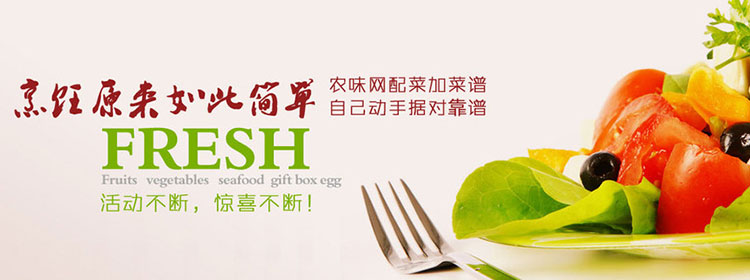 烹饪原来如此简单
农味网配菜加菜谱
自己动手据对靠谱
FRESH
Fruits vegetables seafood gift box egg
活动不断，惊喜不断！